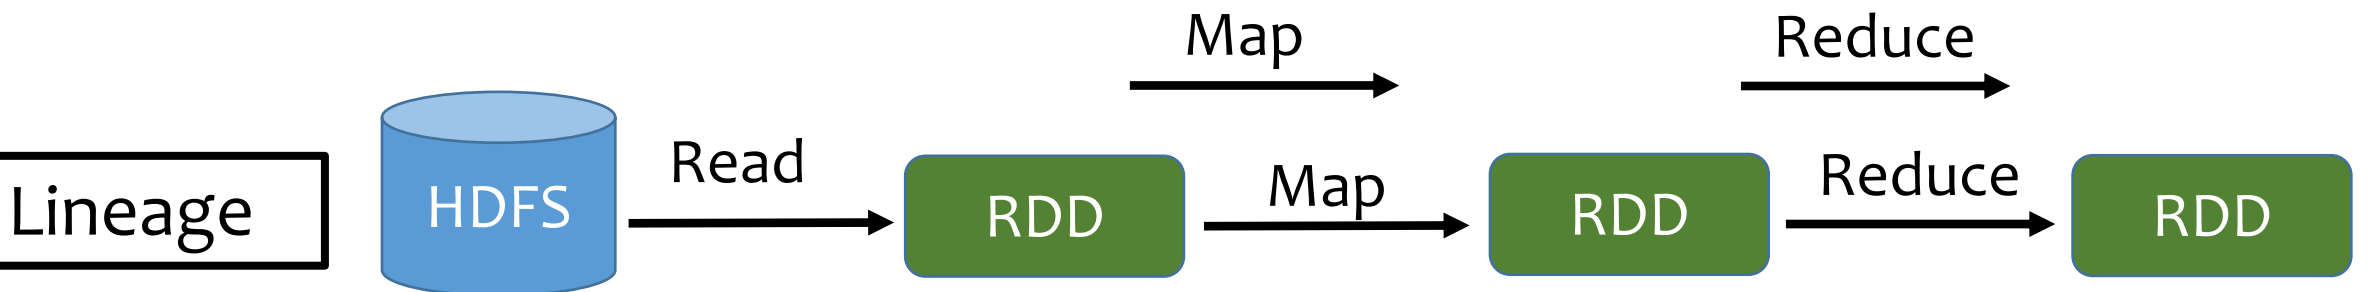 Map
Reduce
Lineage
HDFS
Read
RDD
Map
RDD
Reduce
RDD